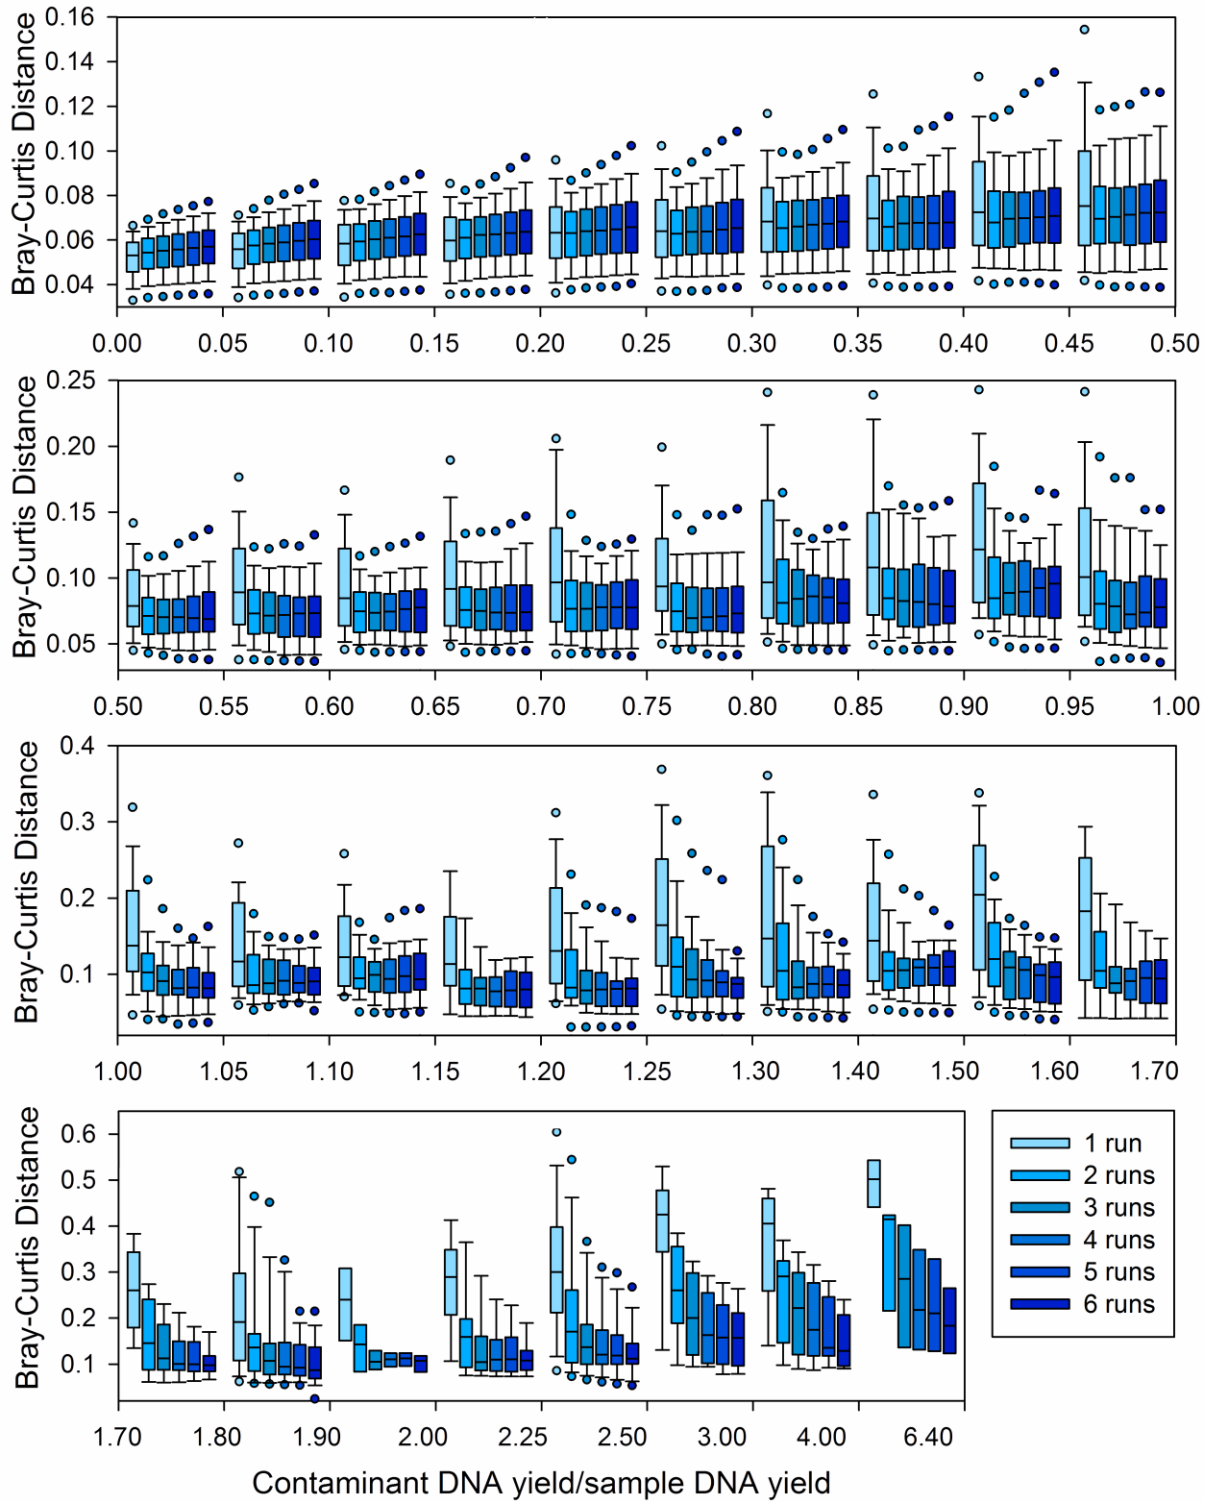 0.16
0.14
0.12
0.10
0.08
0.06
0.04
Bray-Curtis Distance
0.00 0.05 0.10 0.15 0.20 0.25 0.30 0.35 0.40 0.45 0.50
0.25
0.20
0.15
0.10
0.05
Bray-Curtis Distance
0.50 0.55 0.60 0.65 0.70 0.75 0.80 0.85 0.90 0.95 1.00
0.4
0.3
0.2
0.1
Bray-Curtis Distance
1.00 1.05 1.10 1.15 1.20 1.25 1.30 1.40 1.50 1.60 1.70
0.6
0.5
0.4
0.3
0.2
0.1
Bray-Curtis Distance
1.70 1.80 1.90 2.00 2.25 2.50 3.00 4.00 6.40
Contaminant DNA yield/sample DNA yield
1 run
2 runs
3 runs
4 runs
5 runs
6 runs